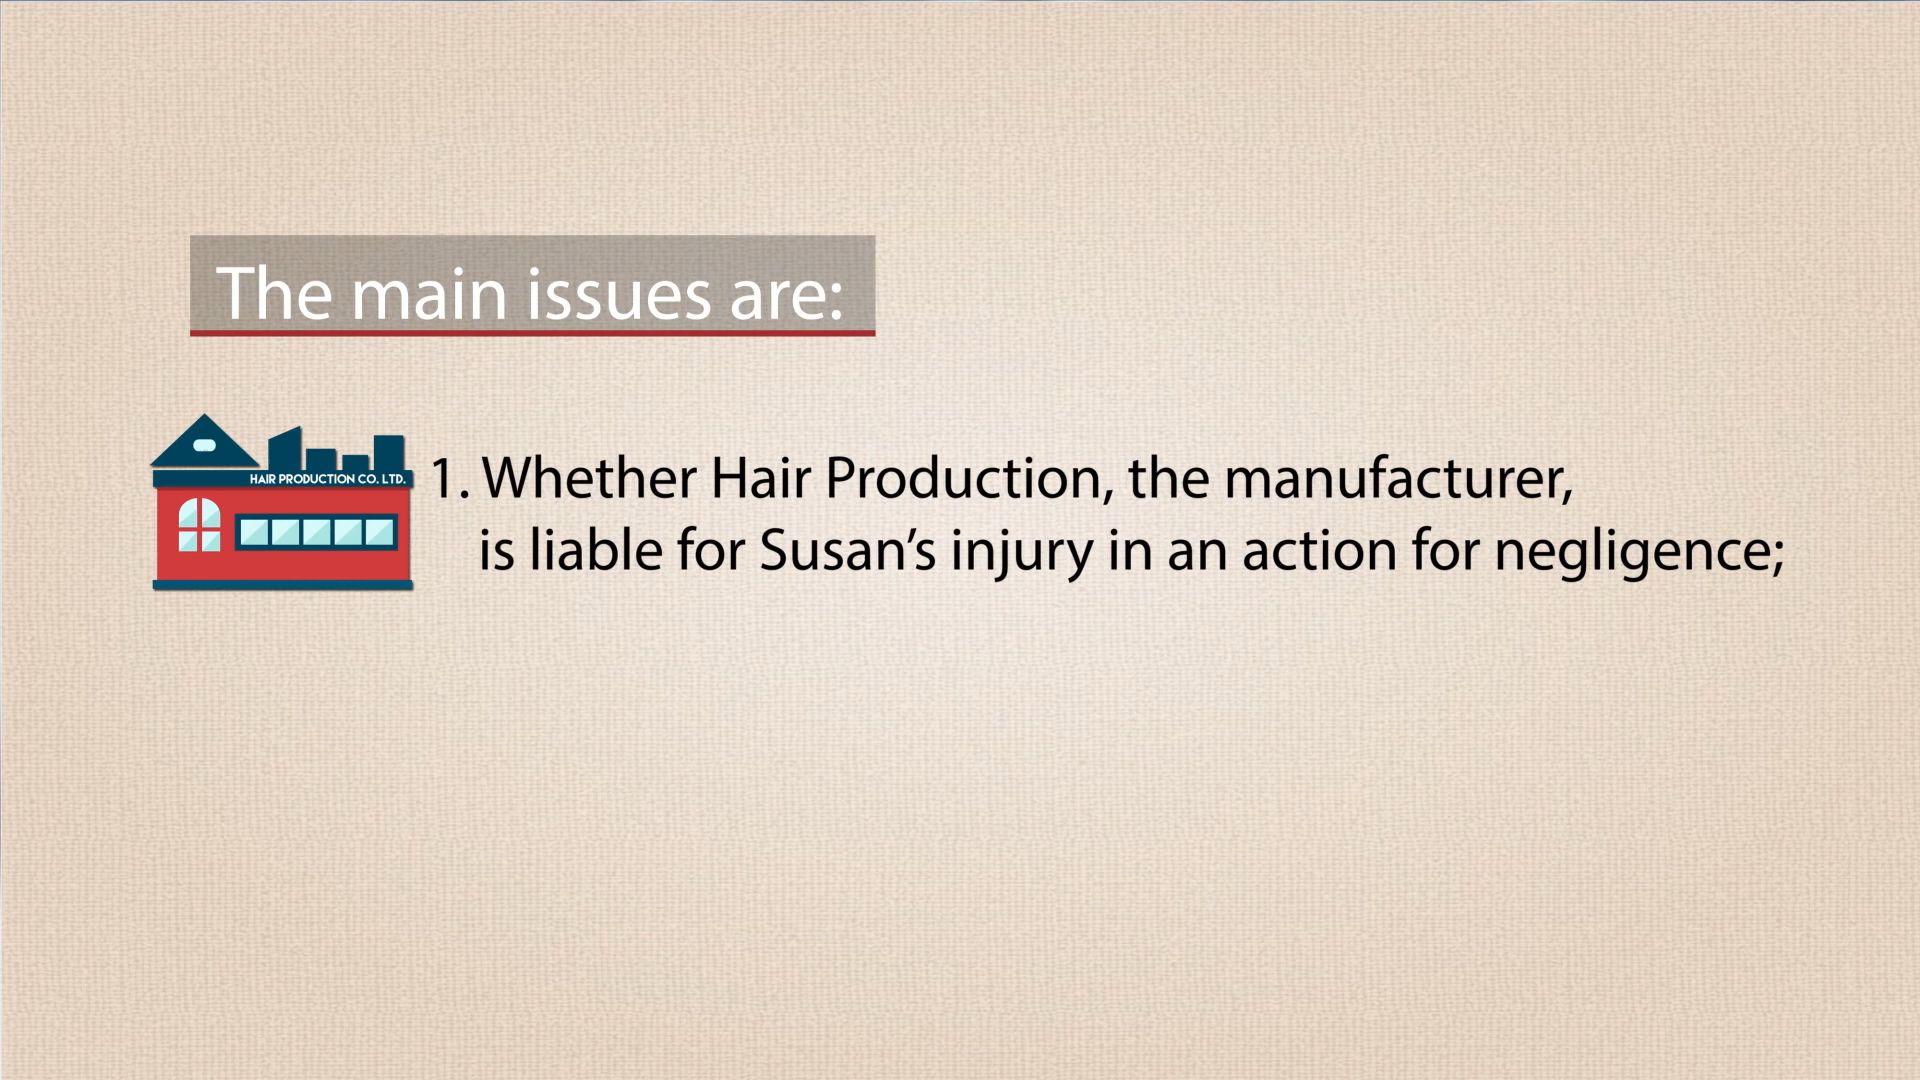 The main issues are:
HAIR PRODUCTION CO. LTD.
1. Whether Hair Production, the manufacturer,
is liable for Susan’s injury in an action for negligence;